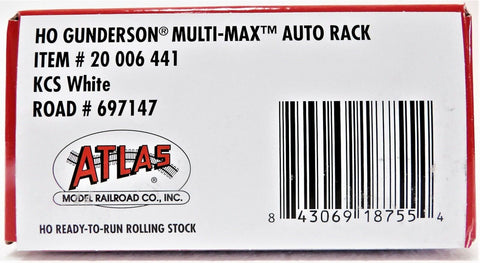 HO GUNDERSON® MULTI-MAX™ AUTO RACK
ITEM # 20 006 441
KCS White
ROAD # 697147
ATLAS ®
MODEL RAILROAD CO., INC.
HO READY-TO-RUN ROLLING STOCK
8 43069 18755 4